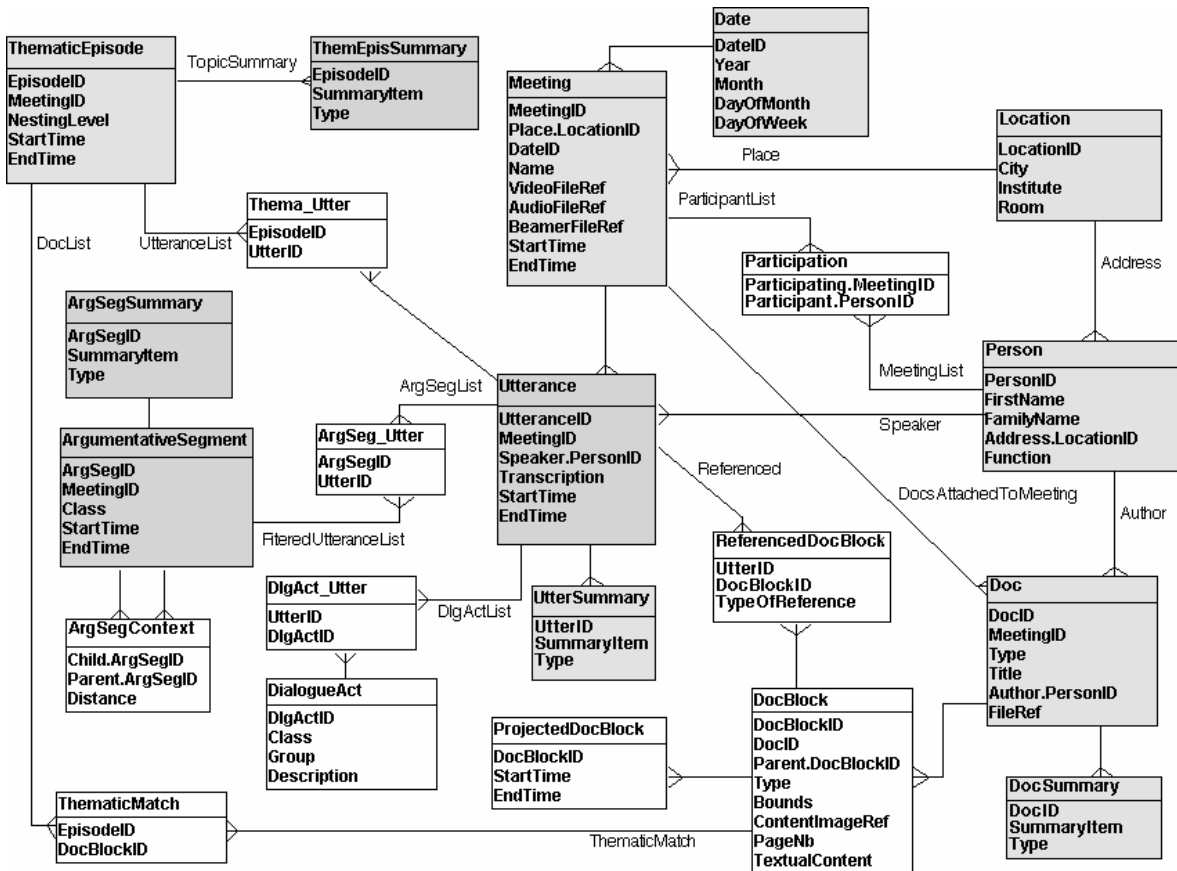 Date
DateID
Year
Month
DayOfMonth
DayOfWeek
ThematicEpisode
EpisodeID
MeetingID
NestingLevel
StartTime
EndTime
TopicSummary
ThemEpisSummary
EpisodeID
SummaryItem
Type
Meeting
MeetingID
Place.LocationID
DateID
Name
VideoFileRef
AudioFileRef
BeamerFileRef
StartTime
EndTime
Place
Location
LocationID
City
Institute
Room
ParticipantList
Participation
Participating.MeetingID
Participant.PersonID
Address
DocList
UtteranceList
Thema_Utter
EpisodeID
UtterID
ArgSegSummary
ArgSegID
SummaryItem
Type
ArgSegList
Utterance
UtteranceID
MeetingID
Speaker.PersonID
Transcription
StartTime
EndTime
MeetingList
Person
PersonID
FirstName
FamilyName
Address.LocationID
Function
Speaker
ArgumentativeSegment
ArgSegID
MeetingID
Class
StartTime
EndTime
ArgSeg_Utter
ArgSegID
UtterID
FilteredUtteranceList
Referenced
DocsAttachedToMeeting
Author
ReferencedDocBlock
UtterID
DocBlockID
TypeOfReference
DlgAct_Utter
UtterID
DlgActID
DlgActList
UtterSummary
UtterID
SummaryItem
Type
Doc
DocID
MeetingID
Type
Title
Author.PersonID
FileRef
ArgSegContext
Child.ArgSegID
Parent.ArgSegID
Distance
DialogueAct
DlgActID
Class
Group
Description
ProjectedDocBlock
DocBlockID
StartTime
EndTime
DocBlock
DocBlockID
DocID
Parent.DocBlockID
Type
Bounds
ContentImageRef
PageNb
TextualContent
DocSummary
DocID
SummaryItem
Type
ThematicMatch
EpisodeID
DocBlockID
ThematicMatch